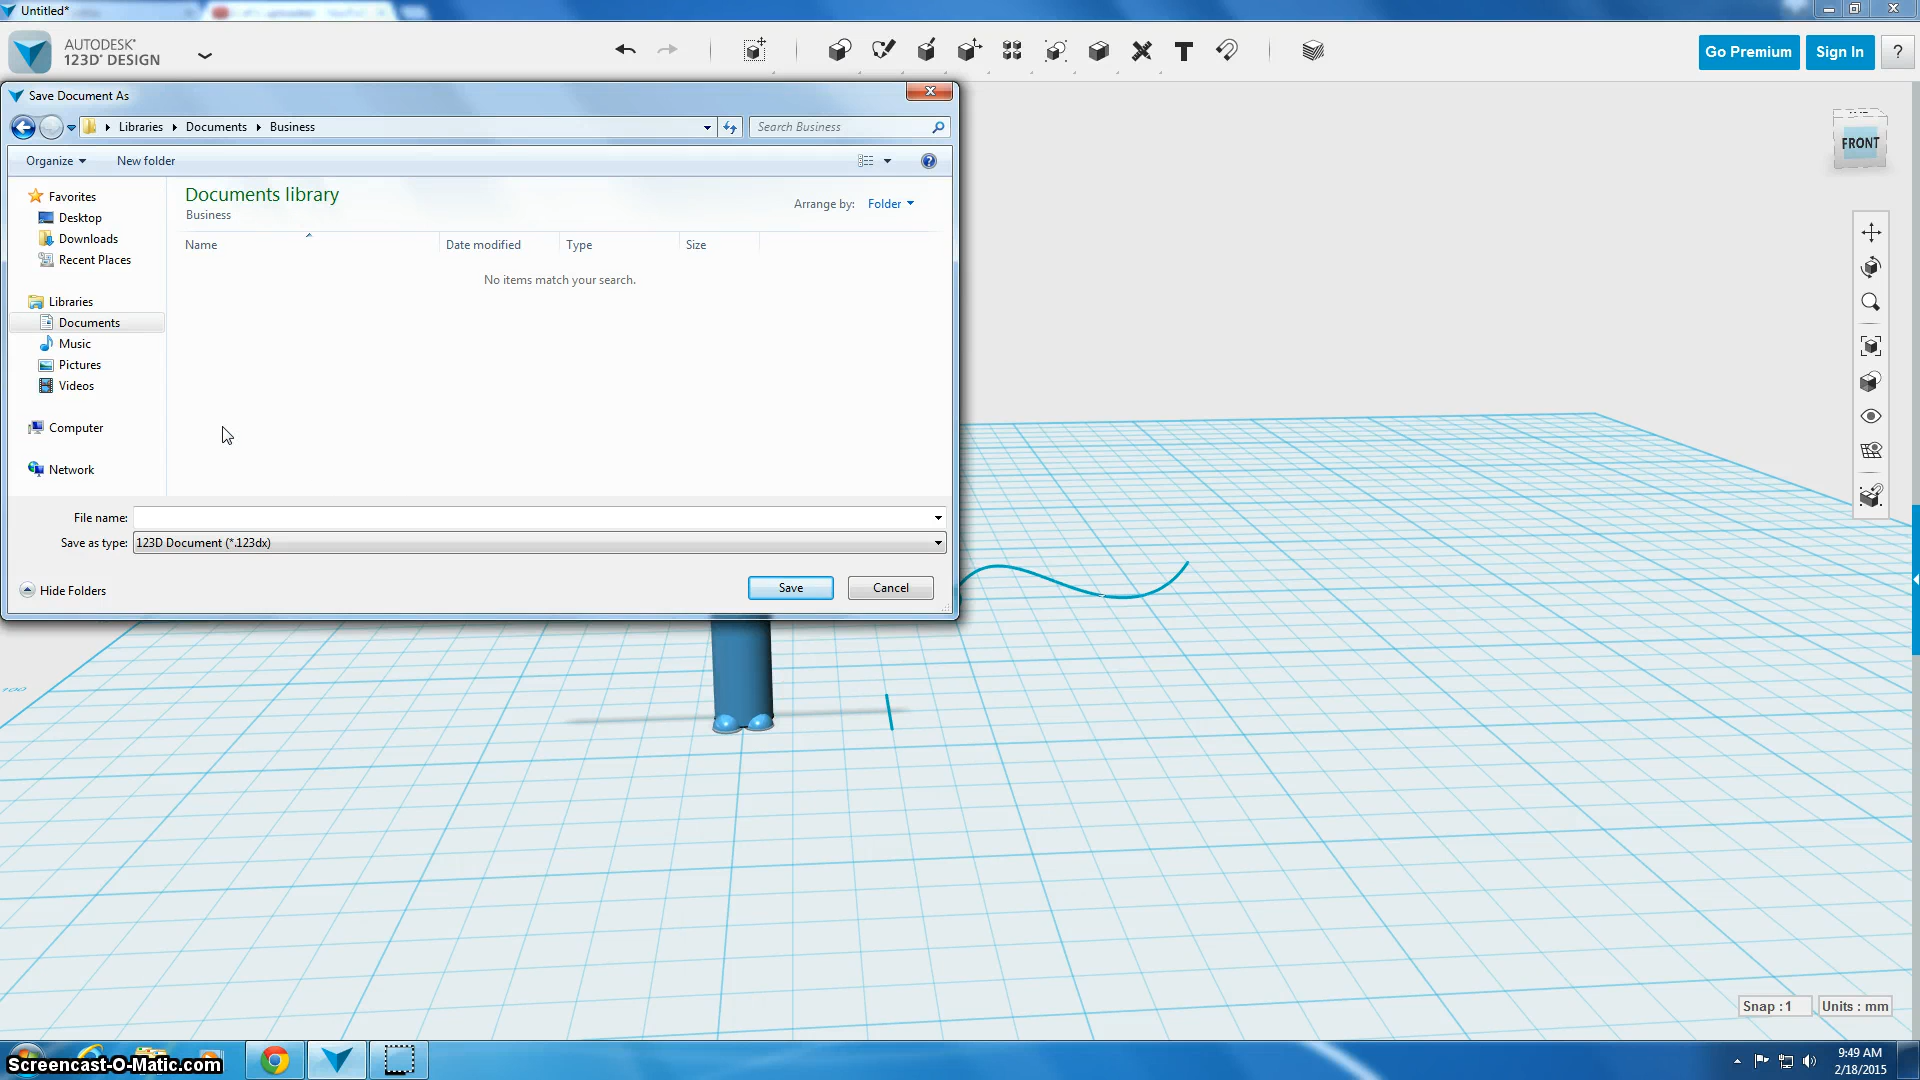 Untitled*
AUTODESK®
123D® DESIGN
Go Premium
Sign In
?
Save Document As
Libraries
Documents
Business
Search Business
Organize
New folder
Documents library
Business
Arrange by:
Folder
Name
Date modified
Type
Size
No items match your search.
Favorites
Desktop
Downloads
Recent Places
Libraries
Documents
Music
Pictures
Videos
Computer
Network
File name:
Save as type:
123D Document (*.123dx)
Hide Folders
Save
Cancel
FRONT
100
Snap : 1
Units : mm
Screencast-O-Matic.com
9:49 AM
2/18/2015